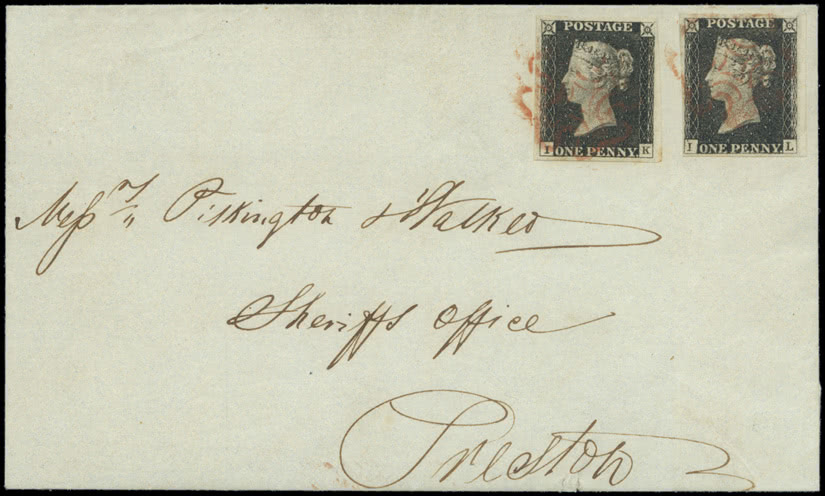 POSTAGE
I K
ONE PENNY
POSTAGE
I L
ONE PENNY
Messrs Pilkington & Walker
Sheriffs Office
Preston